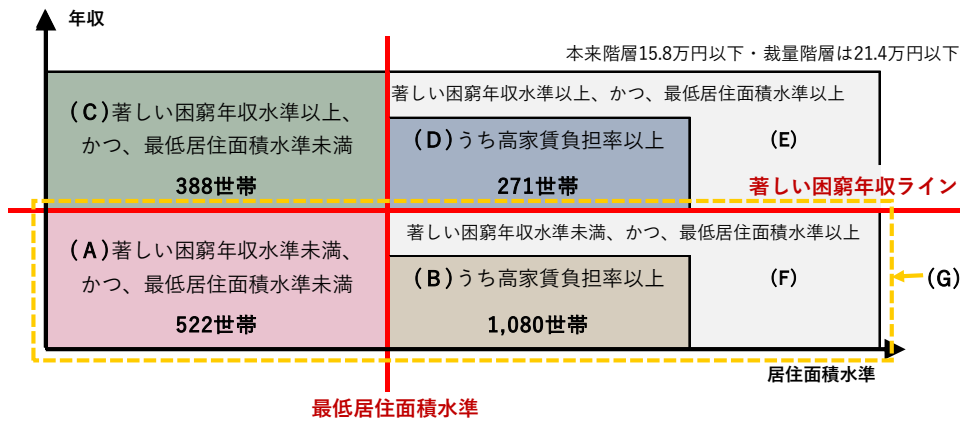 年収
本来階層15.8万円以下・裁量階層は21.4万円以下
(C)著しい困窮年収水準以上、
かつ、最低居住面積水準未満
388世帯
著しい困窮年収水準以上、かつ、最低居住面積水準以上
(D)うち高家賃負担率以上
271世帯
(E)
著しい困窮年収ライン
(A)著しい困窮年収水準未満、
かつ、最低居住面積水準未満
522世帯
著しい困窮年収水準未満、かつ、最低居住面積水準以上
(B)うち高家賃負担率以上
1,080世帯
(F)
(G)
居住面積水準
最低居住面積水準